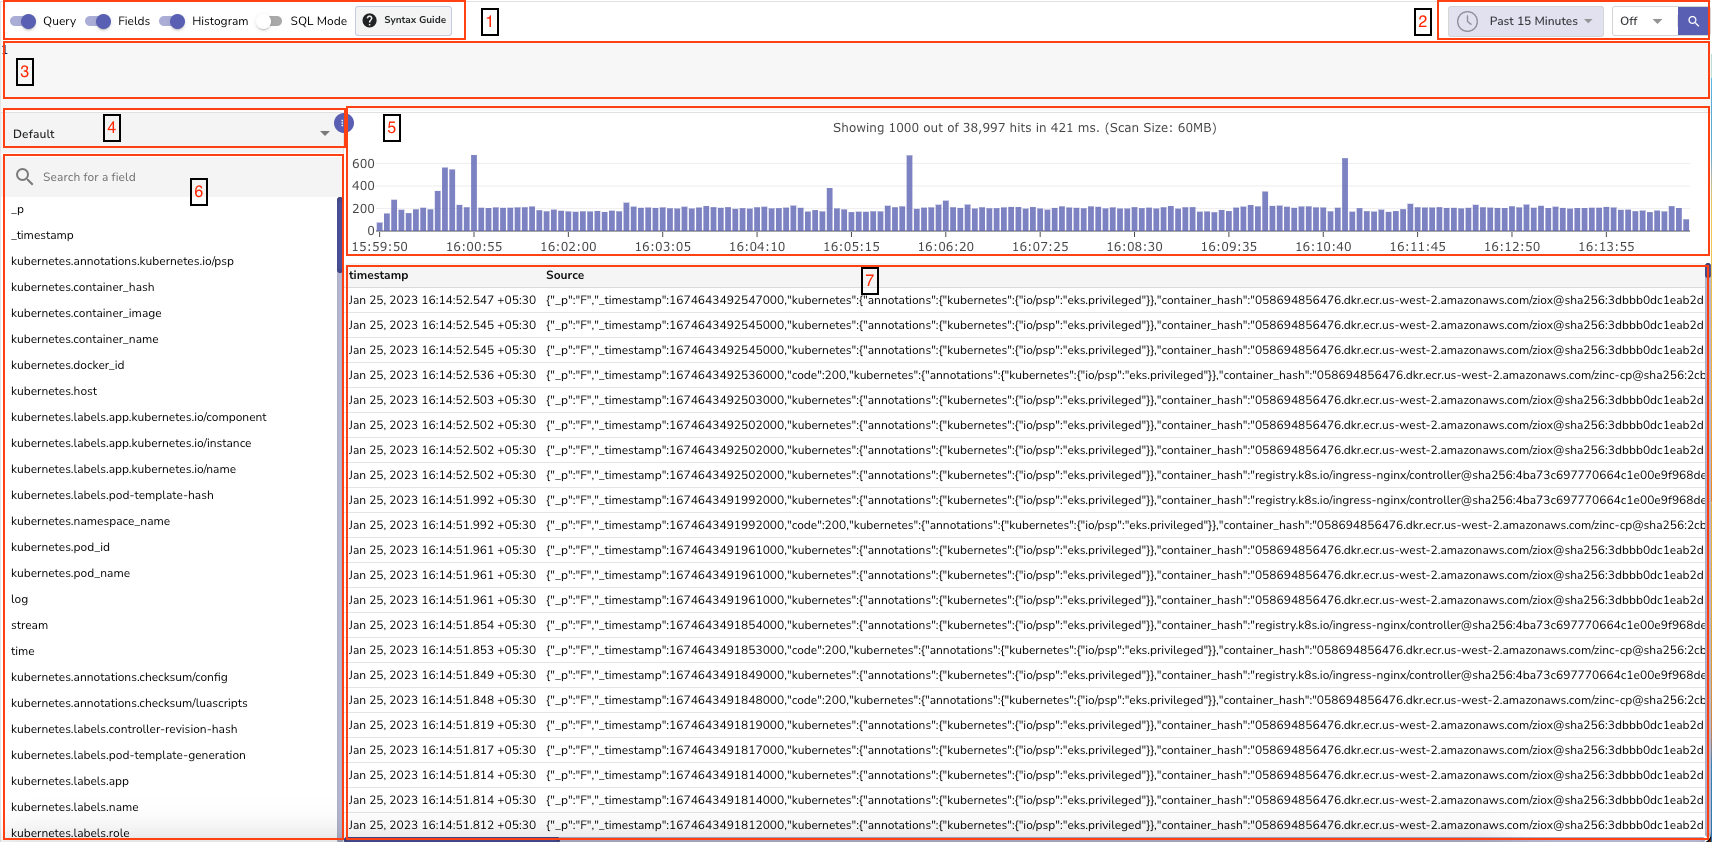 Query Fields Histogram SQL Mode Syntax Guide 1 2 Past 15 Minutes Off
1
3
Default 4
5
Showing 1000 out of 38,997 hits in 421 ms. (Scan Size: 60MB)
600
400
200
0
15:59:50 16:00:55 16:02:00 16:03:05 16:04:10 16:05:15 16:06:20 16:07:25 16:08:30 16:09:35 16:10:40 16:11:45 16:12:50 16:13:55
Search for a field 6
_p
_timestamp
kubernetes.annotations.kubernetes.io/psp
kubernetes.container_hash
kubernetes.container_image
kubernetes.container_name
kubernetes.docker_id
kubernetes.host
kubernetes.labels.app.kubernetes.io/component
kubernetes.labels.app.kubernetes.io/instance
kubernetes.labels.app.kubernetes.io/name
kubernetes.labels.pod-template-hash
kubernetes.namespace_name
kubernetes.pod_id
kubernetes.pod_name
log
stream
time
kubernetes.annotations.checksum/config
kubernetes.annotations.checksum/luascripts
kubernetes.labels.controller-revision-hash
kubernetes.labels.pod-template-generation
kubernetes.labels.app
kubernetes.labels.name
kubernetes.labels.role
timestamp Source 7
Jan 25, 2023 16:14:52.547 +05:30 {"_p":"F","_timestamp":1674643492547000,"kubernetes":{"annotations":{"kubernetes":{"io/psp":"eks.privileged"}},"container_hash":"058694856476.dkr.ecr.us-west-2.amazonaws.com/ziox@sha256:3dbbb0dc1eab2d
Jan 25, 2023 16:14:52.545 +05:30 {"_p":"F","_timestamp":1674643492545000,"kubernetes":{"annotations":{"kubernetes":{"io/psp":"eks.privileged"}},"container_hash":"058694856476.dkr.ecr.us-west-2.amazonaws.com/ziox@sha256:3dbbb0dc1eab2d
Jan 25, 2023 16:14:52.545 +05:30 {"_p":"F","_timestamp":1674643492545000,"kubernetes":{"annotations":{"kubernetes":{"io/psp":"eks.privileged"}},"container_hash":"058694856476.dkr.ecr.us-west-2.amazonaws.com/ziox@sha256:3dbbb0dc1eab2d
Jan 25, 2023 16:14:52.536 +05:30 {"_p":"F","_timestamp":1674643492536000,"code":200,"kubernetes":{"annotations":{"kubernetes":{"io/psp":"eks.privileged"}},"container_hash":"058694856476.dkr.ecr.us-west-2.amazonaws.com/zinc-cp@sha256:2cb
Jan 25, 2023 16:14:52.503 +05:30 {"_p":"F","_timestamp":1674643492503000,"kubernetes":{"annotations":{"kubernetes":{"io/psp":"eks.privileged"}},"container_hash":"058694856476.dkr.ecr.us-west-2.amazonaws.com/ziox@sha256:3dbbb0dc1eab2d
Jan 25, 2023 16:14:52.502 +05:30 {"_p":"F","_timestamp":1674643492502000,"kubernetes":{"annotations":{"kubernetes":{"io/psp":"eks.privileged"}},"container_hash":"058694856476.dkr.ecr.us-west-2.amazonaws.com/ziox@sha256:3dbbb0dc1eab2d
Jan 25, 2023 16:14:52.502 +05:30 {"_p":"F","_timestamp":1674643492502000,"kubernetes":{"annotations":{"kubernetes":{"io/psp":"eks.privileged"}},"container_hash":"058694856476.dkr.ecr.us-west-2.amazonaws.com/ziox@sha256:3dbbb0dc1eab2d
Jan 25, 2023 16:14:52.502 +05:30 {"_p":"F","_timestamp":1674643492502000,"kubernetes":{"annotations":{"kubernetes":{"io/psp":"eks.privileged"}},"container_hash":"registry.k8s.io/ingress-nginx/controller@sha256:4ba73c697770664c1e00e9f968de
Jan 25, 2023 16:14:51.992 +05:30 {"_p":"F","_timestamp":1674643491992000,"kubernetes":{"annotations":{"kubernetes":{"io/psp":"eks.privileged"}},"container_hash":"registry.k8s.io/ingress-nginx/controller@sha256:4ba73c697770664c1e00e9f968de
Jan 25, 2023 16:14:51.992 +05:30 {"_p":"F","_timestamp":1674643491992000,"code":200,"kubernetes":{"annotations":{"kubernetes":{"io/psp":"eks.privileged"}},"container_hash":"058694856476.dkr.ecr.us-west-2.amazonaws.com/zinc-cp@sha256:2cb
Jan 25, 2023 16:14:51.961 +05:30 {"_p":"F","_timestamp":1674643491961000,"kubernetes":{"annotations":{"kubernetes":{"io/psp":"eks.privileged"}},"container_hash":"058694856476.dkr.ecr.us-west-2.amazonaws.com/ziox@sha256:3dbbb0dc1eab2d
Jan 25, 2023 16:14:51.961 +05:30 {"_p":"F","_timestamp":1674643491961000,"kubernetes":{"annotations":{"kubernetes":{"io/psp":"eks.privileged"}},"container_hash":"058694856476.dkr.ecr.us-west-2.amazonaws.com/ziox@sha256:3dbbb0dc1eab2d
Jan 25, 2023 16:14:51.961 +05:30 {"_p":"F","_timestamp":1674643491961000,"kubernetes":{"annotations":{"kubernetes":{"io/psp":"eks.privileged"}},"container_hash":"058694856476.dkr.ecr.us-west-2.amazonaws.com/ziox@sha256:3dbbb0dc1eab2d
Jan 25, 2023 16:14:51.854 +05:30 {"_p":"F","_timestamp":1674643491854000,"kubernetes":{"annotations":{"kubernetes":{"io/psp":"eks.privileged"}},"container_hash":"registry.k8s.io/ingress-nginx/controller@sha256:4ba73c697770664c1e00e9f968de
Jan 25, 2023 16:14:51.853 +05:30 {"_p":"F","_timestamp":1674643491853000,"code":200,"kubernetes":{"annotations":{"kubernetes":{"io/psp":"eks.privileged"}},"container_hash":"058694856476.dkr.ecr.us-west-2.amazonaws.com/zinc-cp@sha256:2cb
Jan 25, 2023 16:14:51.849 +05:30 {"_p":"F","_timestamp":1674643491849000,"kubernetes":{"annotations":{"kubernetes":{"io/psp":"eks.privileged"}},"container_hash":"registry.k8s.io/ingress-nginx/controller@sha256:4ba73c697770664c1e00e9f968de
Jan 25, 2023 16:14:51.848 +05:30 {"_p":"F","_timestamp":1674643491848000,"code":200,"kubernetes":{"annotations":{"kubernetes":{"io/psp":"eks.privileged"}},"container_hash":"058694856476.dkr.ecr.us-west-2.amazonaws.com/zinc-cp@sha256:2cb
Jan 25, 2023 16:14:51.819 +05:30 {"_p":"F","_timestamp":1674643491819000,"kubernetes":{"annotations":{"kubernetes":{"io/psp":"eks.privileged"}},"container_hash":"058694856476.dkr.ecr.us-west-2.amazonaws.com/ziox@sha256:3dbbb0dc1eab2d
Jan 25, 2023 16:14:51.817 +05:30 {"_p":"F","_timestamp":1674643491817000,"kubernetes":{"annotations":{"kubernetes":{"io/psp":"eks.privileged"}},"container_hash":"058694856476.dkr.ecr.us-west-2.amazonaws.com/ziox@sha256:3dbbb0dc1eab2d
Jan 25, 2023 16:14:51.814 +05:30 {"_p":"F","_timestamp":1674643491814000,"kubernetes":{"annotations":{"kubernetes":{"io/psp":"eks.privileged"}},"container_hash":"058694856476.dkr.ecr.us-west-2.amazonaws.com/ziox@sha256:3dbbb0dc1eab2d
Jan 25, 2023 16:14:51.814 +05:30 {"_p":"F","_timestamp":1674643491814000,"kubernetes":{"annotations":{"kubernetes":{"io/psp":"eks.privileged"}},"container_hash":"058694856476.dkr.ecr.us-west-2.amazonaws.com/ziox@sha256:3dbbb0dc1eab2d
Jan 25, 2023 16:14:51.812 +05:30 {"_p":"F","_timestamp":1674643491812000,"kubernetes":{"annotations":{"kubernetes":{"io/psp":"eks.privileged"}},"container_hash":"058694856476.dkr.ecr.us-west-2.amazonaws.com/ziox@sha256:3dbbb0dc1eab2d